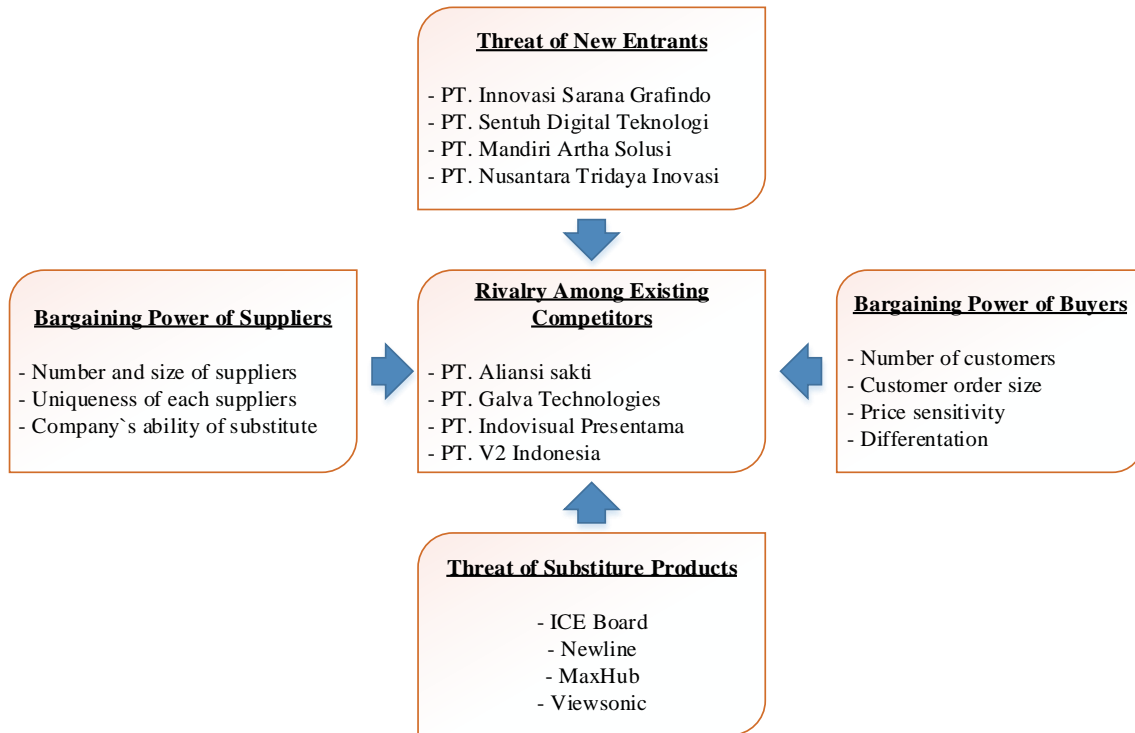 Threat of New Entrants
- PT. Innovasi Sarana Grafindo
- PT. Sentuh Digital Teknologi
- PT. Mandiri Artha Solusi
- PT. Nusantara Tridaya Inovasi
Bargaining Power of Suppliers
- Number and size of suppliers
- Uniqueness of each suppliers
- Company`s ability of substitute
Rivalry Among Existing
Competitors
- PT. Aliansi sakti
- PT. Galva Technologies
- PT. Indovisual Presentama
- PT. V2 Indonesia
Bargaining Power of Buyers
- Number of customers
- Customer order size
- Price sensitivity
- Differentation
Threat of Substiture Products
- ICE Board
- Newline
- MaxHub
- Viewsonic